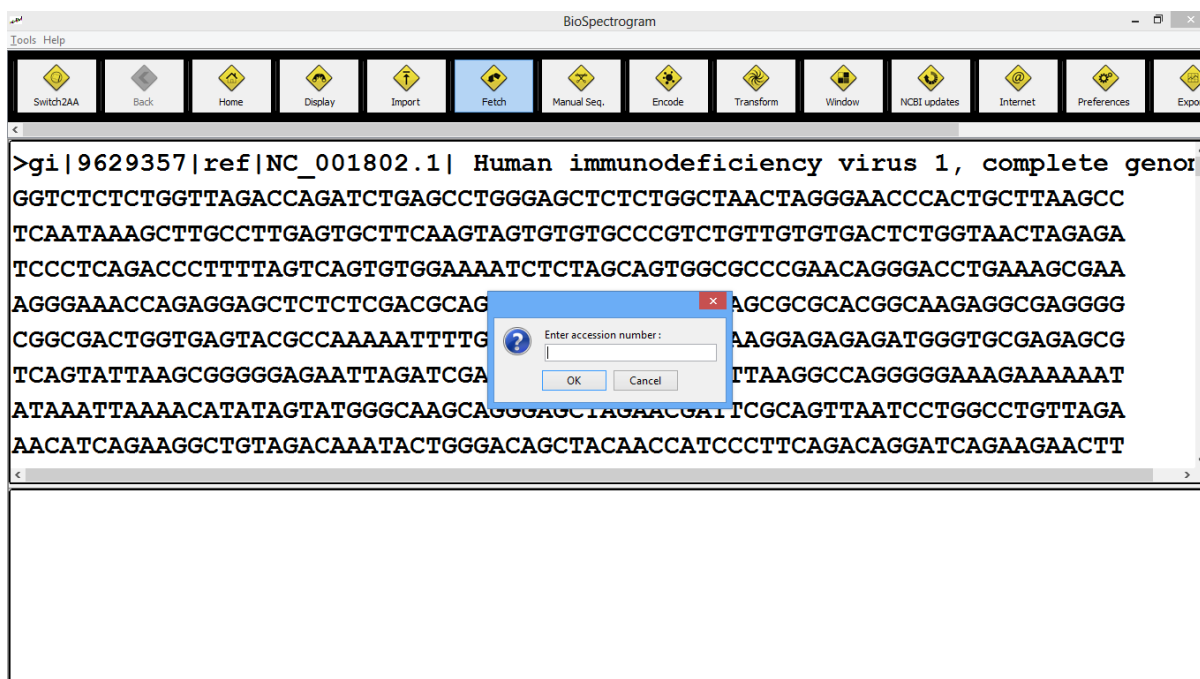 BioSpectrogram
Tools Help
Switch2AA Back Home Display Import Fetch Manual Seq. Encode Transform Window NCBI updates Internet Preferences
>gi|9629357|ref|NC_001802.1| Human immunodeficiency virus 1, complete
GGTCTCTCTGGTTAGACCAGATCTGAGCCTGGGAGCTCTCTGGCTAACTAGGGAACCCACTGCTTAAGCC
TCAATAAAGCTTGCCTTGAGTGCTTCAAGTAGTGTGTGCCCGTCTGTTGTGTGACTCTGGTAACTAGAGA
TCCCTCAGACCCTTTTAGTCAGTGTGGAAAATCTCTAGCAGTGGCGCCCGAACAGGGACCTGAAAGCGAA
AGGGAAACCAGAGGAGCTCTCTCGACGCAG AGCGCGCACGGCAAGAGGCGAGGGG
CGGCGACTGGTGAGTACGCCAAAAATTTTG AAGGAGAGAGATGGGTGCGAGAGCG
TCAGTATTAAGCGGGGGAGAATTAGATCGA TTAAGGCCAGGGGGAAAGAAAAAAT
ATAAATTAAAACATATAGTATGGGCAAGCAGGGAGCTAGAACGATTCGCAGTTAATCCTGGCCTGTTAGA
AACATCAGAAGGCTGTAGACAAATACTGGGACAGCTACAACCATCCCTTCAGACAGGATCAGAAGAACTT
Enter accession number :
OK Cancel